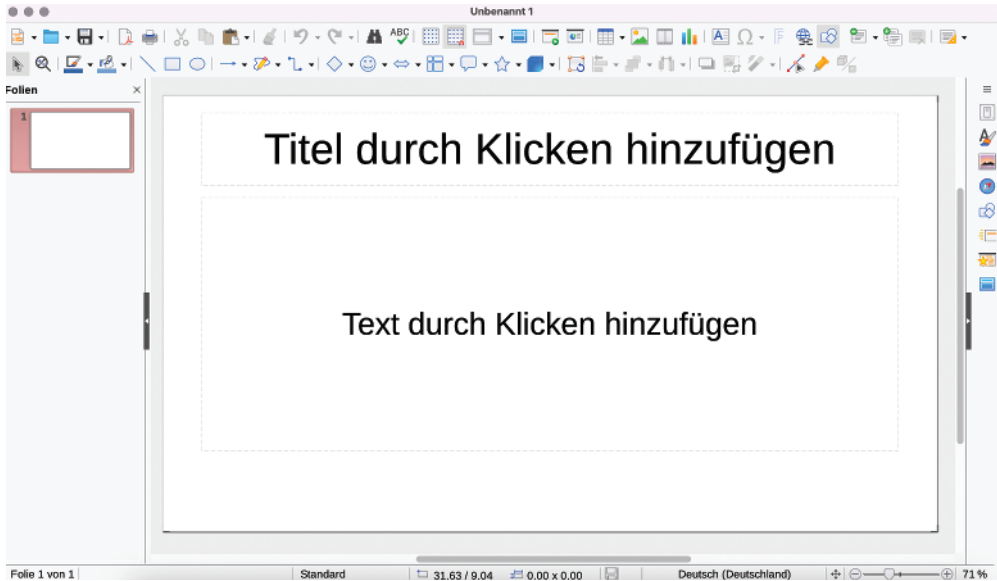 Unbenannt 1
ABC
Folien
1
Titel durch Klicken hinzufügen
Text durch Klicken hinzufügen
Folie 1 von 1
Standard
31,63 / 9,04
0,00 x 0,00
Deutsch (Deutschland)
71 %